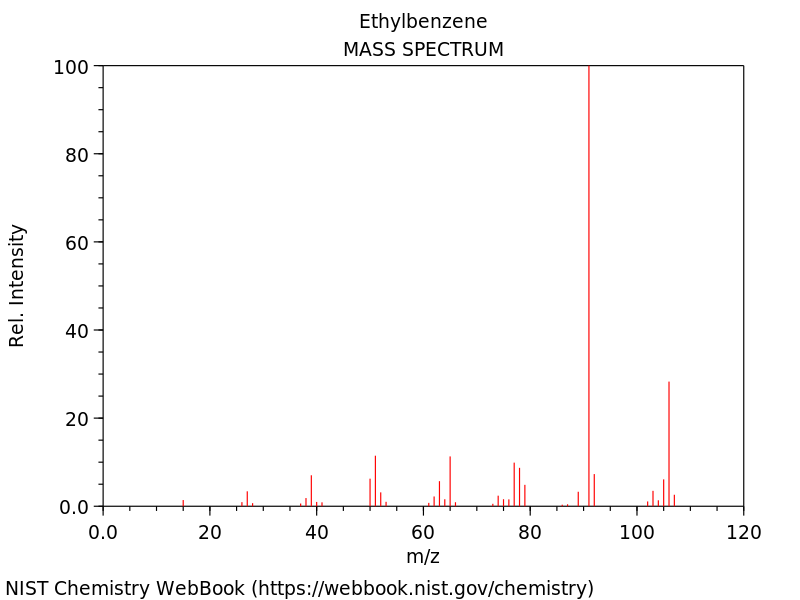 Ethylbenzene
MASS SPECTRUM
100
80
60
40
20
0.0
Rel. Intensity
0.0 20 40 60 80 100 120
m/z
NIST Chemistry WebBook (https://webbook.nist.gov/chemistry)